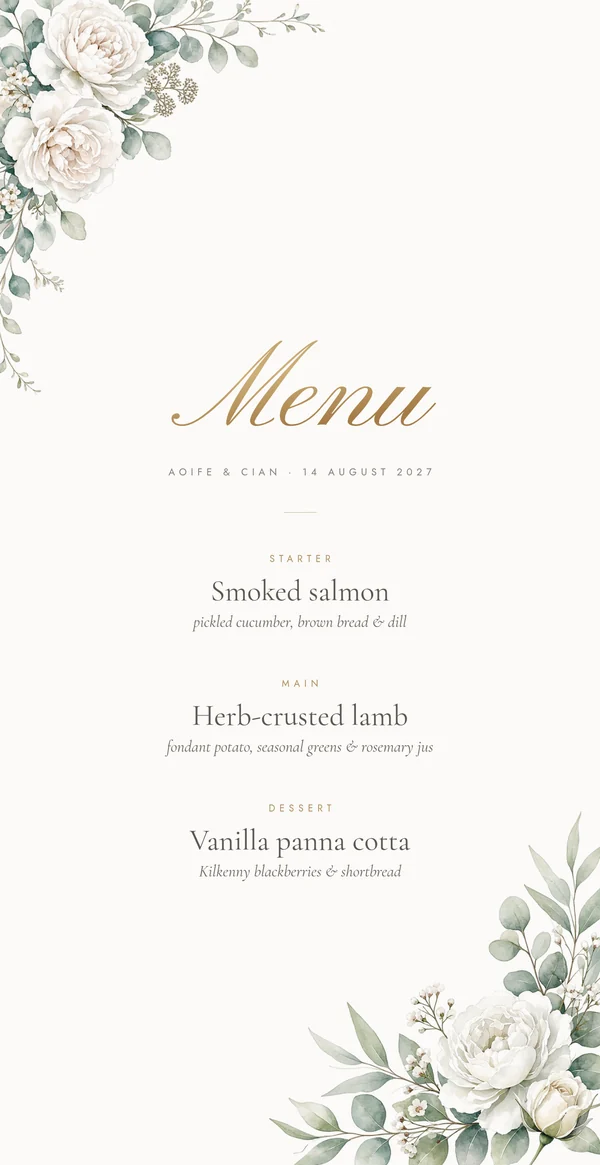 Menu
AOIFE & CIAN · 14 AUGUST 2027
STARTER
Smoked salmon
pickled cucumber, brown bread & dill
MAIN
Herb-crusted lamb
fondant potato, seasonal greens & rosemary jus
DESSERT
Vanilla panna cotta
Kilkenny blackberries & shortbread